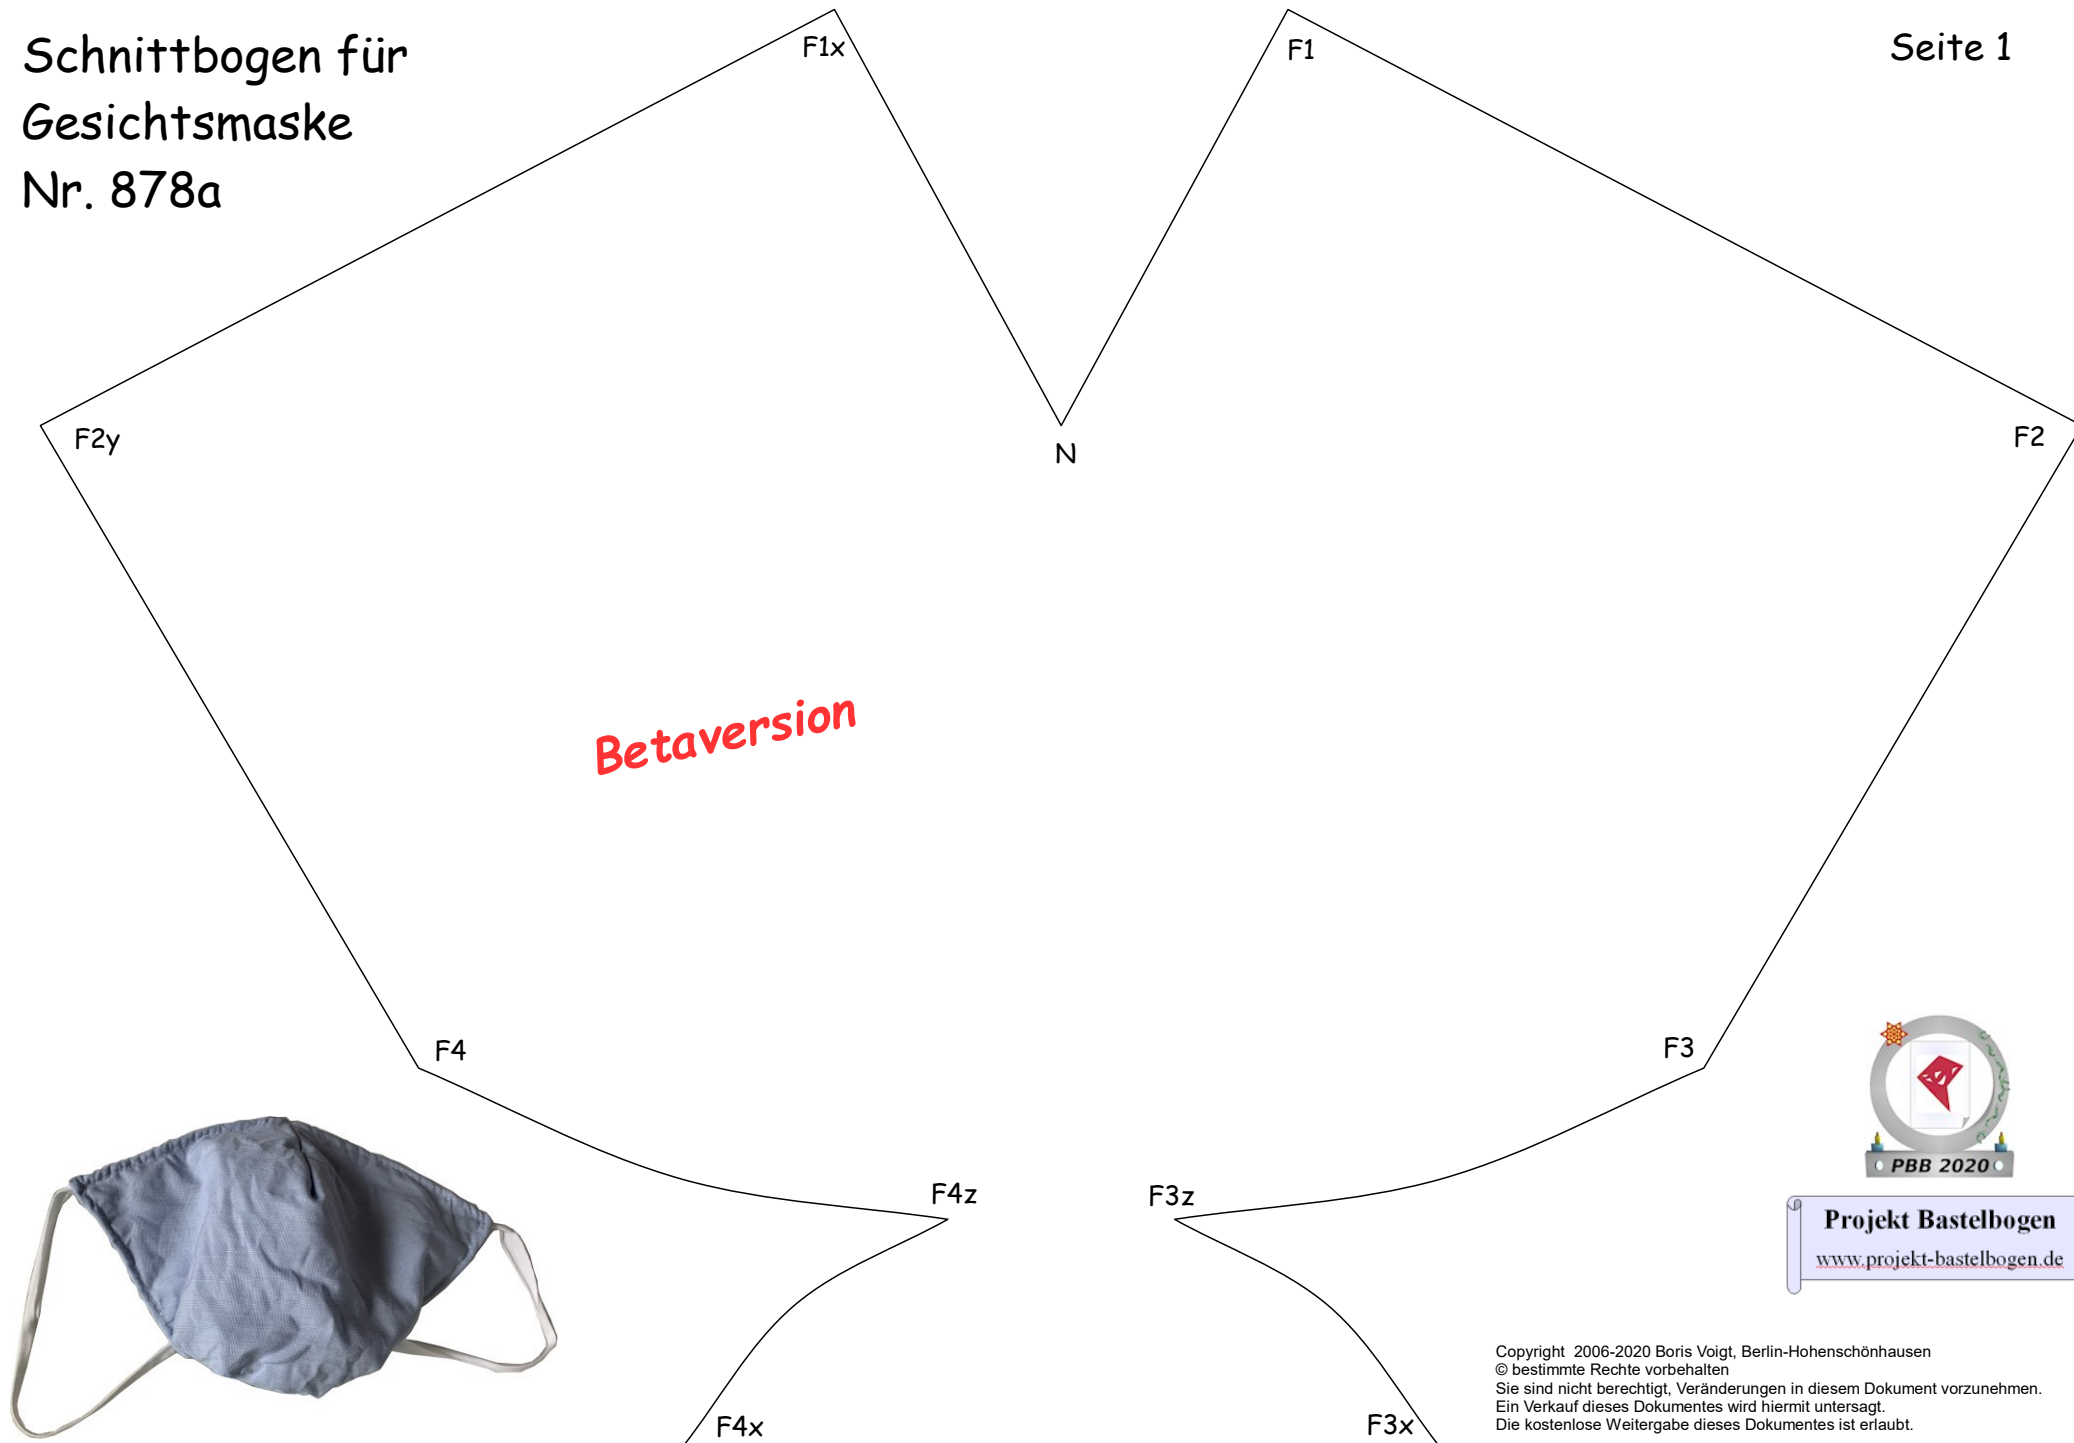 Schnittbogen für
Gesichtsmaske
Nr. 878a
Seite 1
F1x
F1
F2y
N
F2
Betaversion
F4
F3
F4z
F3z
PBB 2020
Projekt Bastelbogen
www.projekt-bastelbogen.de
F4x
F3x
Copyright 2006-2020 Boris Voigt, Berlin-Hohenschönhausen
© bestimmte Rechte vorbehalten
Sie sind nicht berechtigt, Veränderungen in diesem Dokument vorzunehmen.
Ein Verkauf dieses Dokumentes wird hiermit untersagt.
Die kostenlose Weitergabe dieses Dokumentes ist erlaubt.